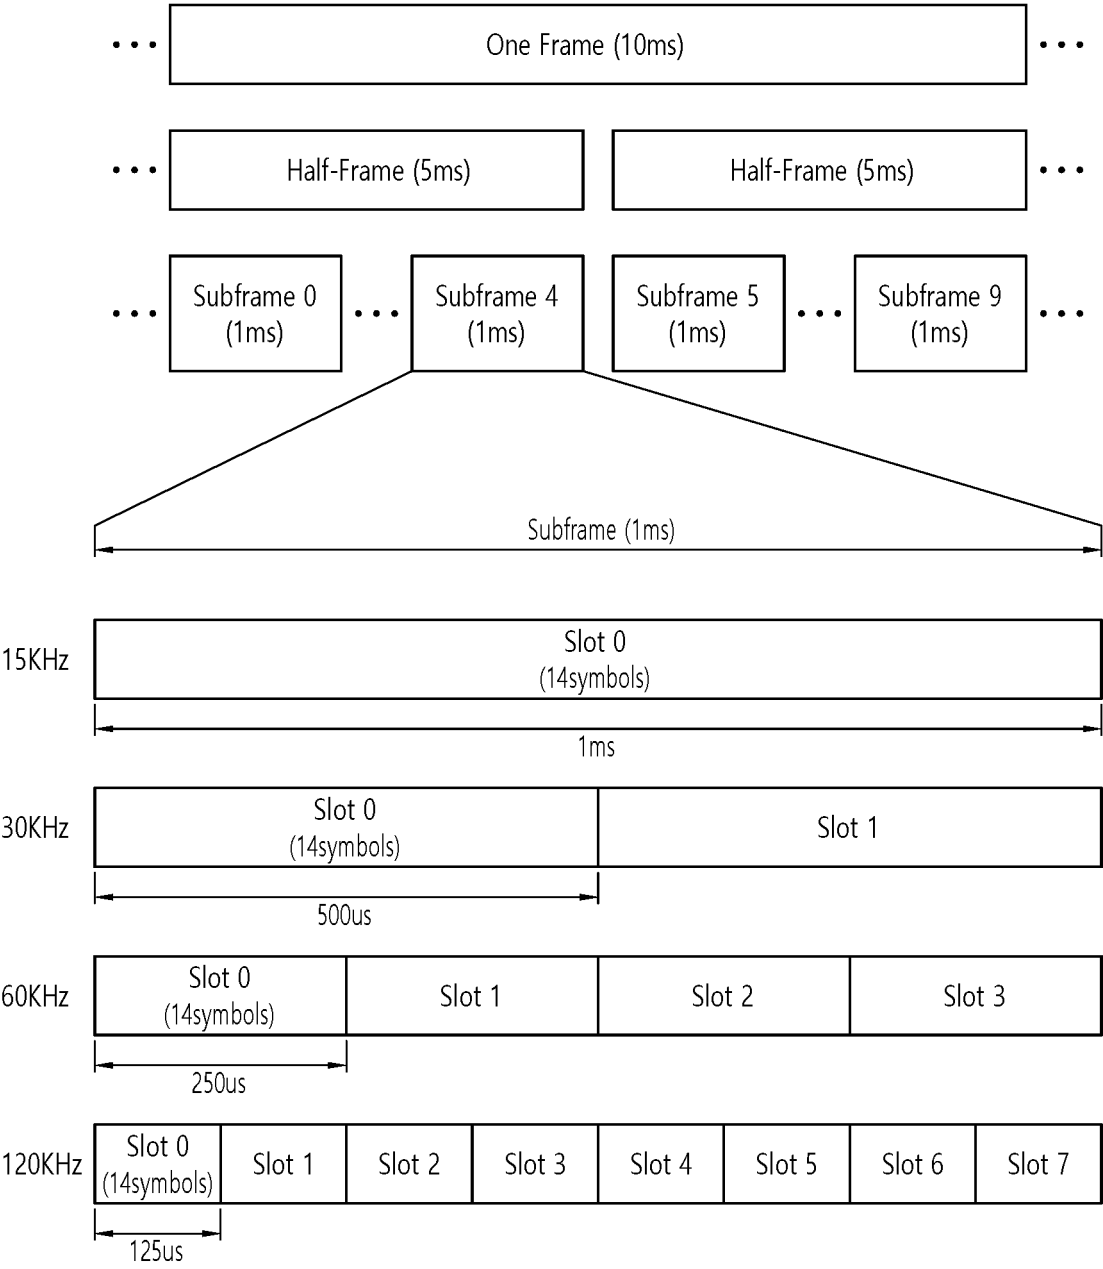 One Frame (10ms)
Half-Frame (5ms) Half-Frame (5ms)
Subframe 0 Subframe 4 Subframe 5 Subframe 9
(1ms) (1ms) (1ms) (1ms)
Subframe (1ms)
15KHz Slot 0
(14symbols)
1ms
30KHz Slot 0 Slot 1
(14symbols)
500us
60KHz Slot 0 Slot 1 Slot 2 Slot 3
(14symbols)
250us
120KHz Slot 0 Slot 1 Slot 2 Slot 3 Slot 4 Slot 5 Slot 6 Slot 7
(14symbols)
125us